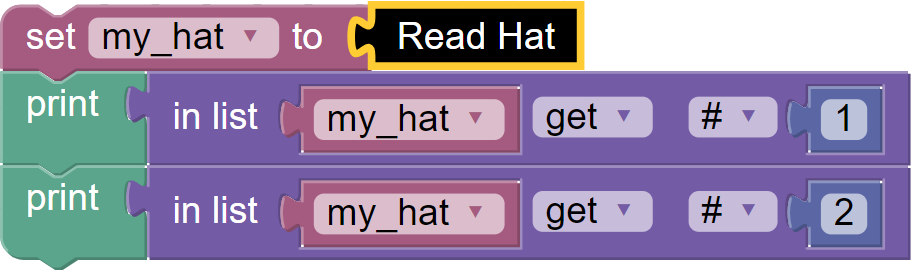 set my_hat ▼ to Read Hat
print in list my_hat ▼ get ▼ # ▼ 1
print in list my_hat ▼ get ▼ # ▼ 2